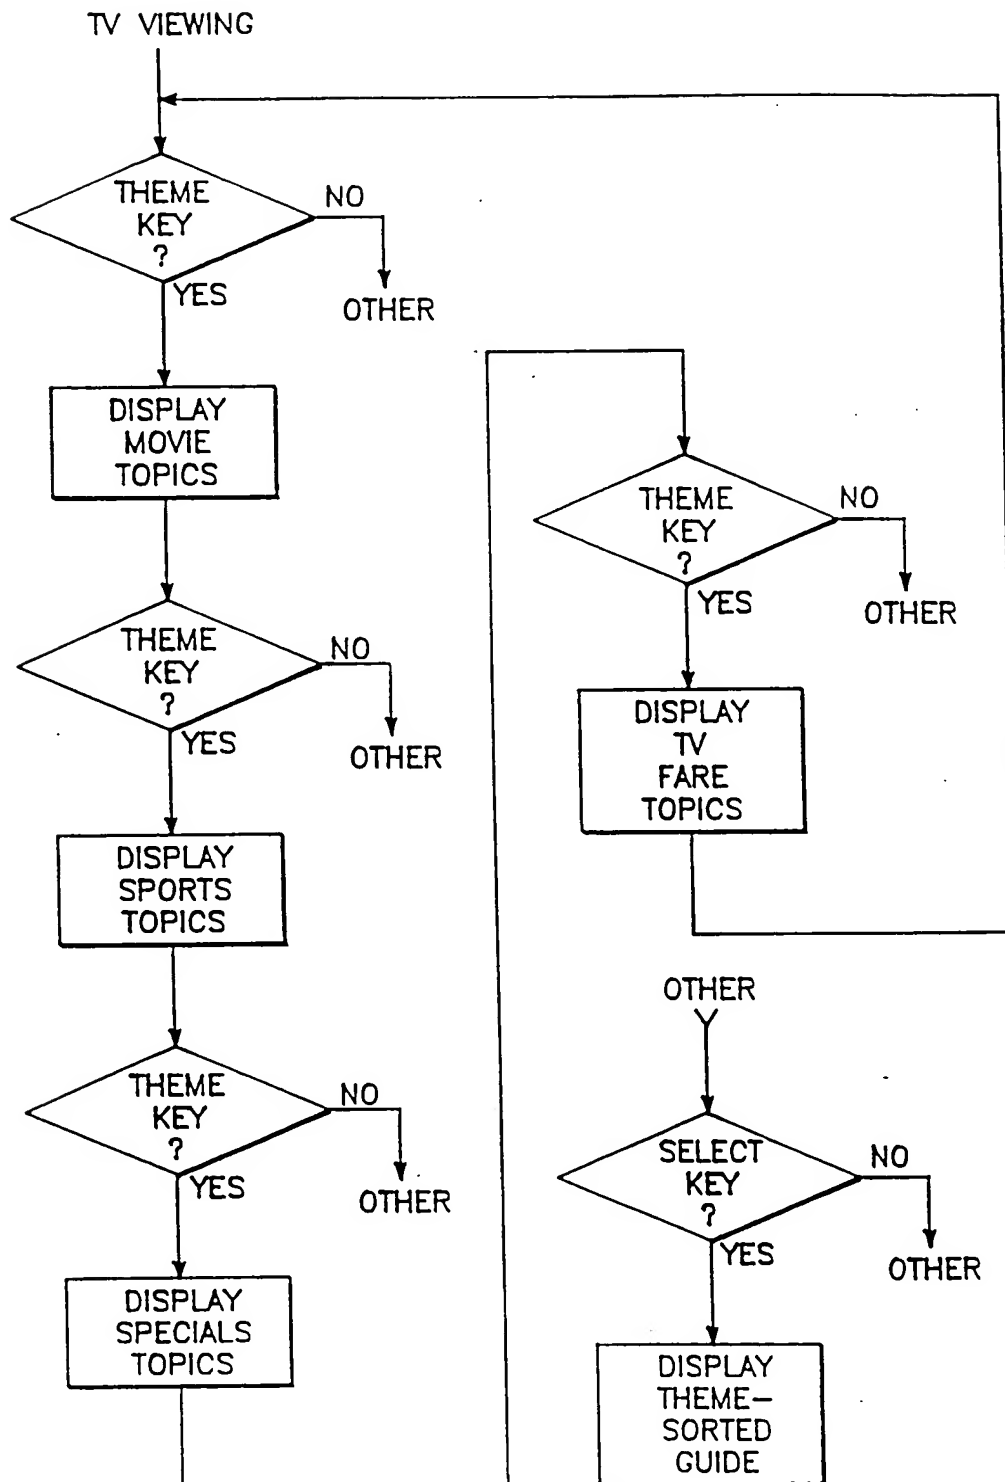 TV VIEWING
THEME
KEY
?
NO
YES
OTHER
DISPLAY
MOVIE
TOPICS
THEME
KEY
?
NO
YES
OTHER
DISPLAY
SPORTS
TOPICS
THEME
KEY
?
NO
YES
OTHER
DISPLAY
SPECIALS
TOPICS
THEME
KEY
?
NO
YES
OTHER
DISPLAY
TV
FARE
TOPICS
OTHER
SELECT
KEY
?
NO
YES
OTHER
DISPLAY
THEME-
SORTED
GUIDE